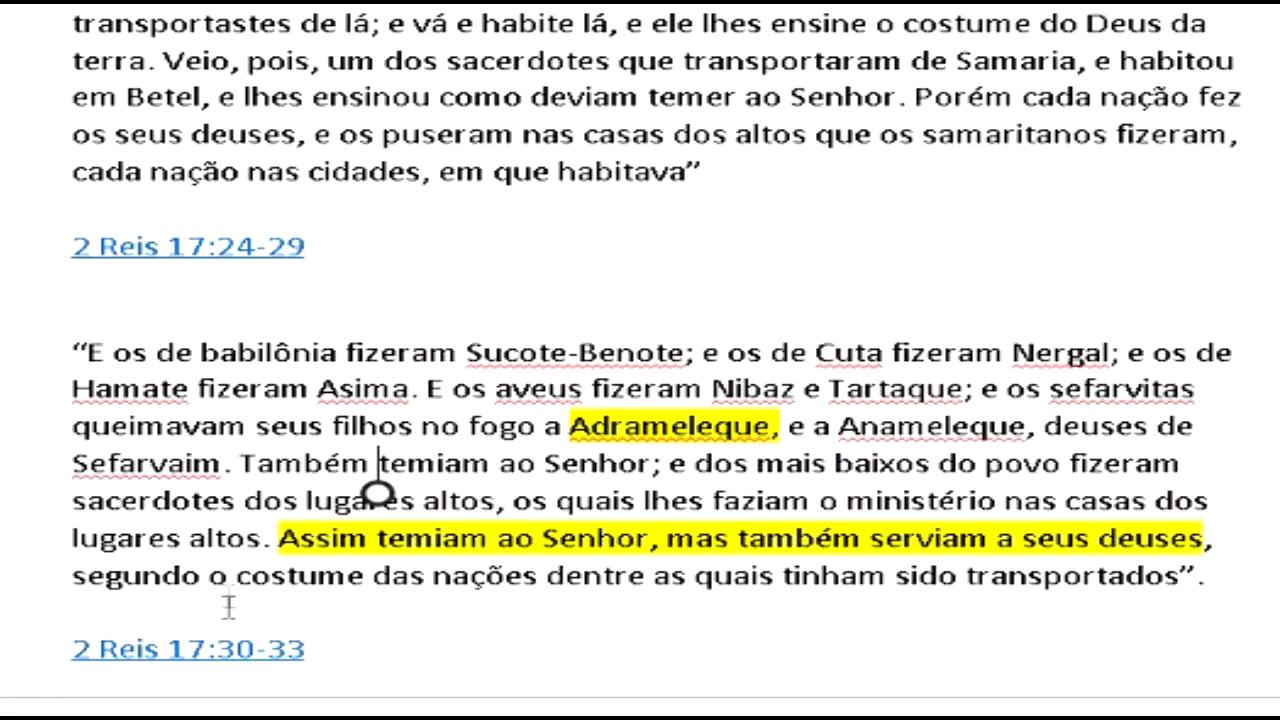 transportastes de lá; e vá e habite lá, e ele lhes ensine o costume do Deus da
terra. Veio, pois, um dos sacerdotes que transportaram de Samaria, e habitou
em Betel, e lhes ensinou como deviam temer ao Senhor. Porém cada nação fez
os seus deuses, e os puseram nas casas dos altos que os samaritanos fizeram,
cada nação nas cidades, em que habitava”
2 Reis 17:24-29
“E os de babilônia fizeram Sucote-Benote; e os de Cuta fizeram Nergal; e os de
Hamate fizeram Asima. E os aveus fizeram Nibaz e Tartaque; e os sefarvitas
queimavam seus filhos no fogo a Adrameleque, e a Anameleque, deuses de
Sefarvaim. Também temiam ao Senhor; e dos mais baixos do povo fizeram
sacerdotes dos lugares altos, os quais lhes faziam o ministério nas casas dos
lugares altos. Assim temiam ao Senhor, mas também serviam a seus deuses,
segundo o costume das nações dentre as quais tinham sido transportados”.
2 Reis 17:30-33